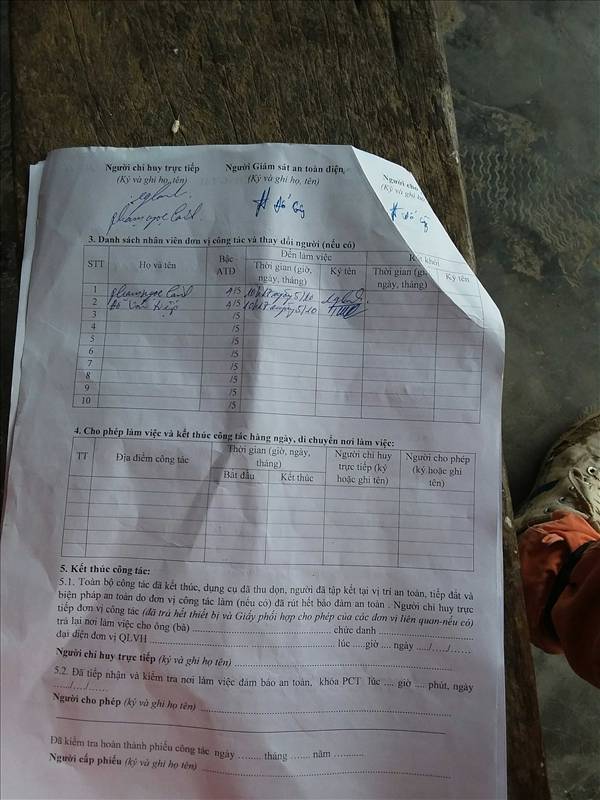 Người chỉ huy trực tiếp Người Giám sát an toàn điện Người cho
(Ký và ghi họ, tên) (Ký và ghi họ, tên) (Ký và ghi
Đỗ Đỗ
phạm ngọc
3. Danh sách nhân viên đơn vị công tác và thay đổi người (nếu có)
STT Họ và tên Bậc ATĐ Đến làm việc Rút khỏi
Thời gian (giờ, ngày, tháng) Ký tên Thời gian (giờ, ngày, tháng) Ký tên
1 phạm ngọc 4/5 ngày 5/10
2 Đỗ văn 4/5 ngày 5/10
3 /5
4 /5
5 /5
6 /5
7 /5
8 /5
9 /5
10 /5
4. Cho phép làm việc và kết thúc công tác hàng ngày, di chuyển nơi làm việc:
TT Địa điểm công tác Thời gian (giờ, ngày, tháng) Người chỉ huy trực tiếp (ký hoặc ghi tên) Người cho phép (ký hoặc ghi tên)
Bắt đầu Kết thúc
5. Kết thúc công tác:
5.1. Toàn bộ công tác đã kết thúc, dụng cụ đã thu dọn, người đã tập kết tại vị trí an toàn, tiếp đất và
biện pháp an toàn do đơn vị công tác làm (nếu có) đã rút hết bảo đảm an toàn . Người chỉ huy trực
tiếp đơn vị công tác (đã trả hết thiết bị và Giấy phối hợp cho phép của các đơn vị liên quan-nếu có)
trả lại nơi làm việc cho ông (bà) ........ chức danh ........
đại diện đơn vị QLVH ........ lúc ...giờ .... ngày ..../..../......
Người chỉ huy trực tiếp (ký và ghi họ tên) ........
5.2. Đã tiếp nhận và kiểm tra nơi làm việc đảm bảo an toàn, khóa PCT lúc .... giờ .... phút, ngày
..../..../......
Người cho phép (ký và ghi họ tên) ........
Đã kiểm tra hoàn thành phiếu công tác ngày ....... tháng ...... năm .........
Người cấp phiếu (ký và ghi họ tên) ........